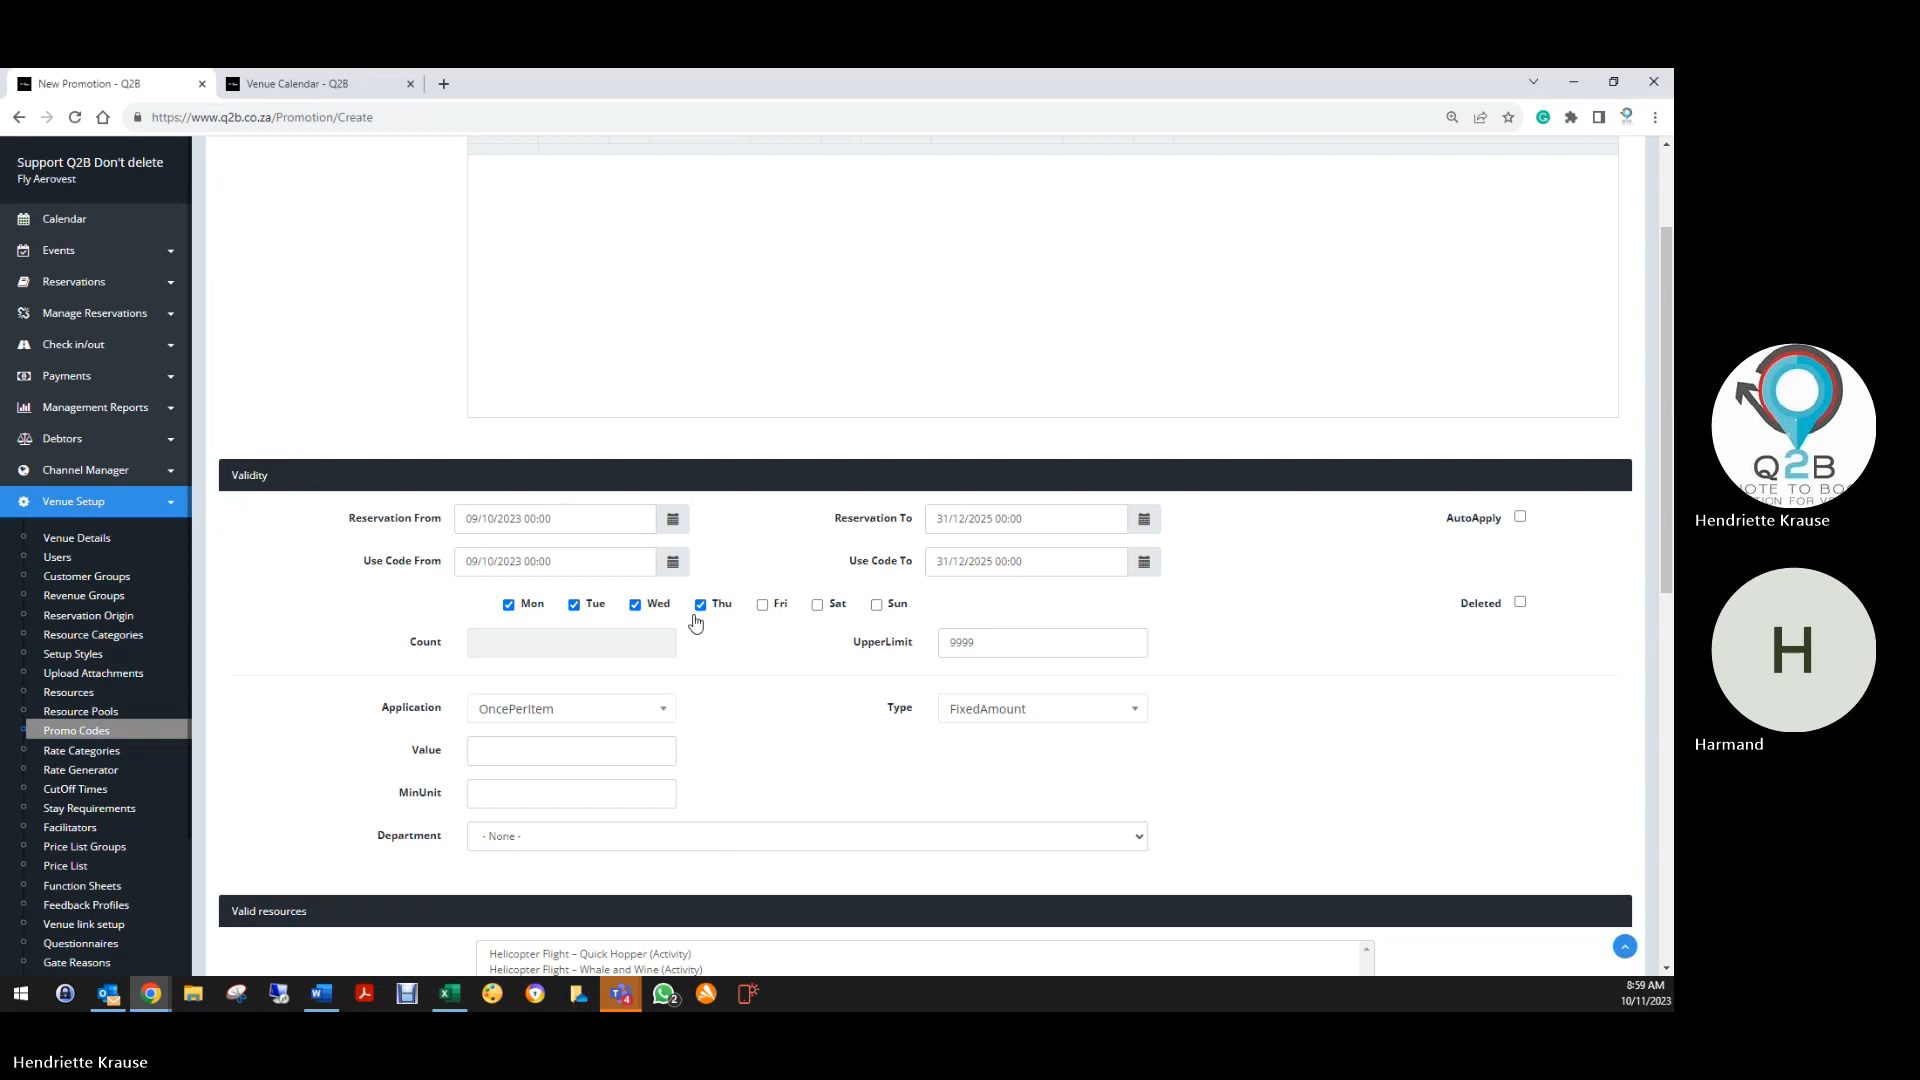 New Promotion - Q2B
Venue Calendar - Q2B
https://www.q2b.co.za/Promotion/Create
Support Q2B Don't delete
Fly Aerovest
Calendar
Events
Reservations
Manage Reservations
Check in/out
Payments
Management Reports
Debtors
Channel Manager
Venue Setup
Venue Details
Users
Customer Groups
Revenue Groups
Reservation Origin
Resource Categories
Setup Styles
Upload Attachments
Resources
Resource Pools
Promo Codes
Rate Categories
Rate Generator
CutOff Times
Stay Requirements
Facilitators
Price List Groups
Price List
Function Sheets
Feedback Profiles
Venue link setup
Questionnaires
Gate Reasons
Validity
Reservation From 09/10/2023 00:00 Reservation To 31/12/2025 00:00 AutoApply
Use Code From 09/10/2023 00:00 Use Code To 31/12/2025 00:00
Mon Tue Wed Thu Fri Sat Sun Deleted
Count UpperLimit 9999
Application OncePerItem Type FixedAmount
Value
MinUnit
Department - None -
Valid resources
Helicopter Flight – Quick Hopper (Activity)
Helicopter Flight – Whale and Wine (Activity)
8:59 AM
10/11/2023
Q2B
Hendriette Krause
H
Harmand
Hendriette Krause